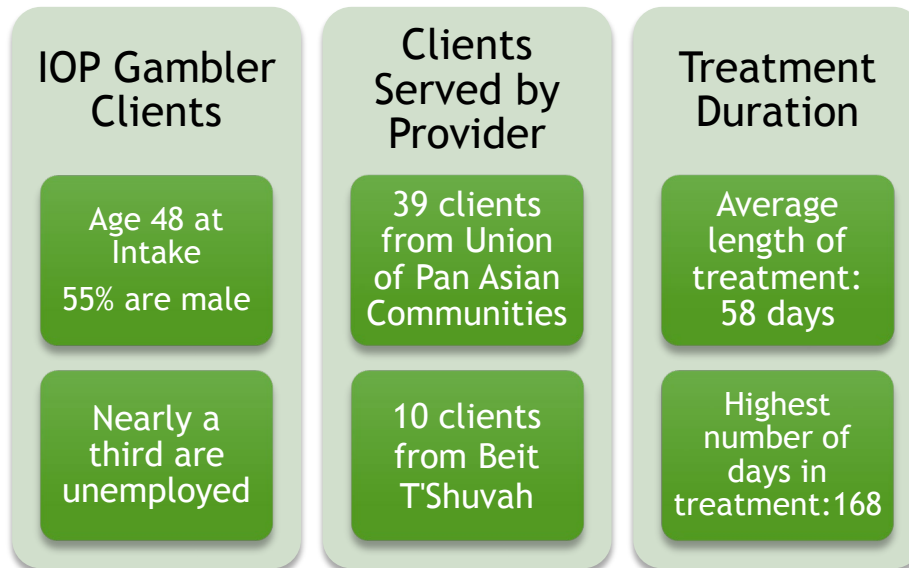 IOP Gambler
Clients
Age 48 at
Intake
55% are male
Nearly a
third are
unemployed
Clients
Served by
Provider
39 clients
from Union
of Pan Asian
Communities
10 clients
from Beit
T'Shuvah
Treatment
Duration
Average
length of
treatment:
58 days
Highest
number of
days in
treatment:168